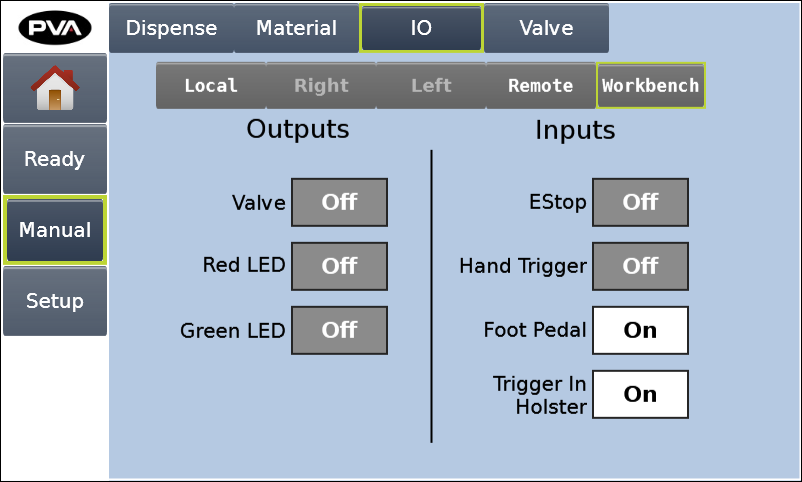 PVA
Dispense
Material
IO
Valve
Local
Right
Left
Remote
Workbench
Ready
Manual
Setup
Outputs
Valve Off
Red LED Off
Green LED Off
Inputs
EStop Off
Hand Trigger Off
Foot Pedal On
Trigger In
Holster On